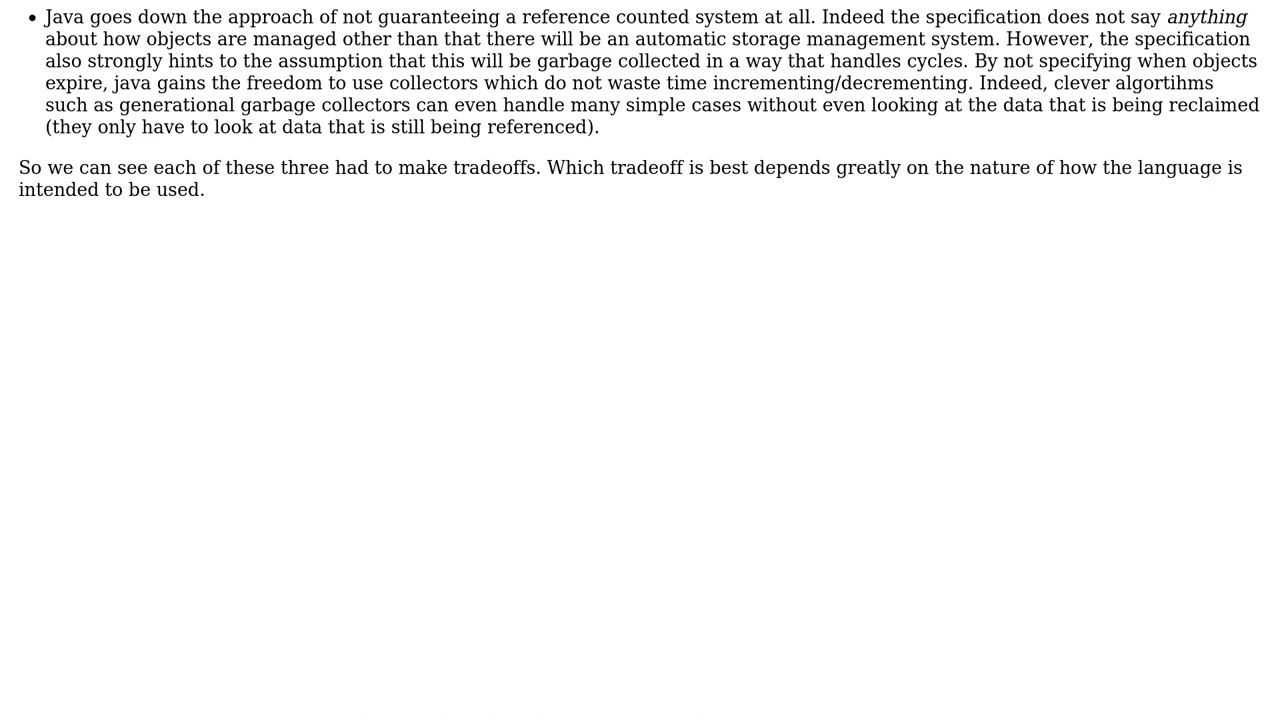 • Java goes down the approach of not guaranteeing a reference counted system at all. Indeed the specification does not say anything
about how objects are managed other than that there will be an automatic storage management system. However, the specification
also strongly hints to the assumption that this will be garbage collected in a way that handles cycles. By not specifying when objects
expire, java gains the freedom to use collectors which do not waste time incrementing/decrementing. Indeed, clever algortihms
such as generational garbage collectors can even handle many simple cases without even looking at the data that is being reclaimed
(they only have to look at data that is still being referenced).
So we can see each of these three had to make tradeoffs. Which tradeoff is best depends greatly on the nature of how the language is
intended to be used.